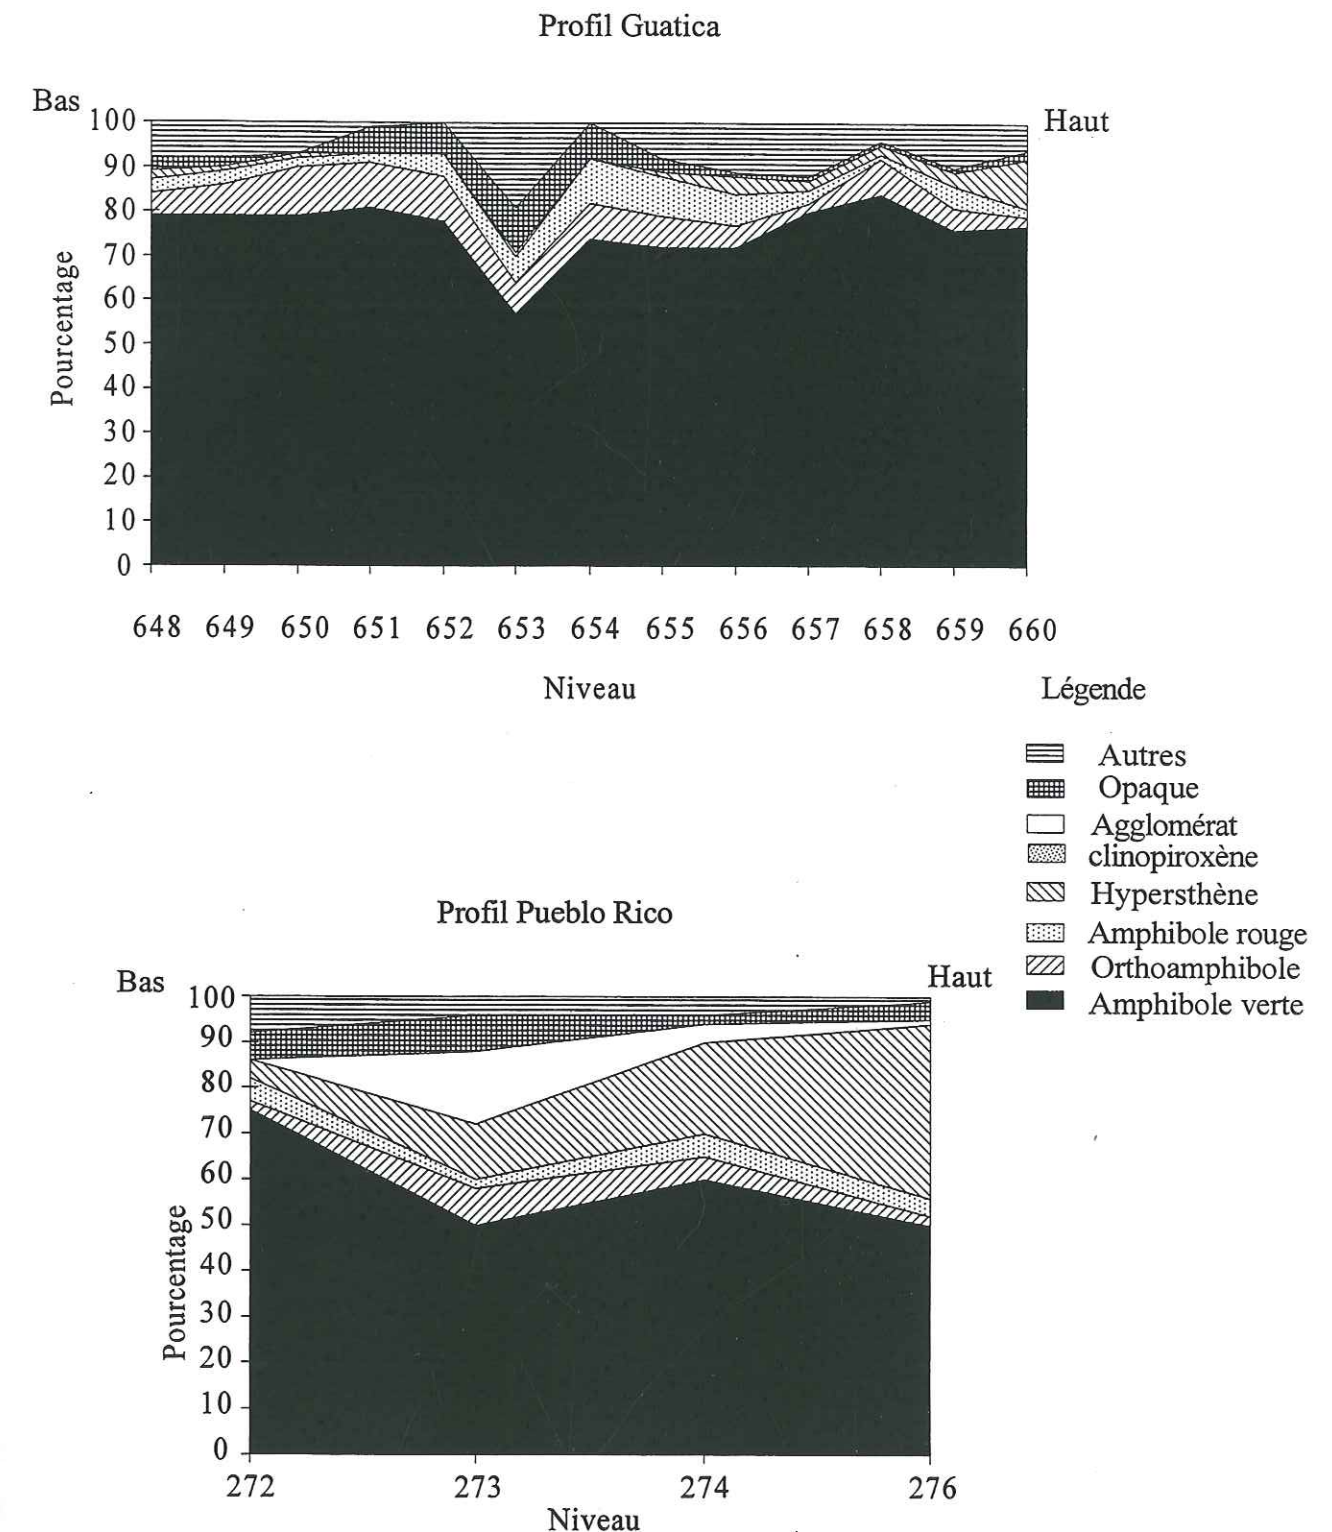 Profil Guatica
Bas
Haut
100
90
80
70
60
50
40
30
20
10
0
Pourcentage
648 649 650 651 652 653 654 655 656 657 658 659 660
Niveau
Légende
Autres
Opaque
Agglomérat
clinopiroxène
Hypersthène
Amphibole rouge
Orthoamphibole
Amphibole verte
Profil Pueblo Rico
Bas
Haut
100
90
80
70
60
50
40
30
20
10
0
Pourcentage
272 273 274 276
Niveau